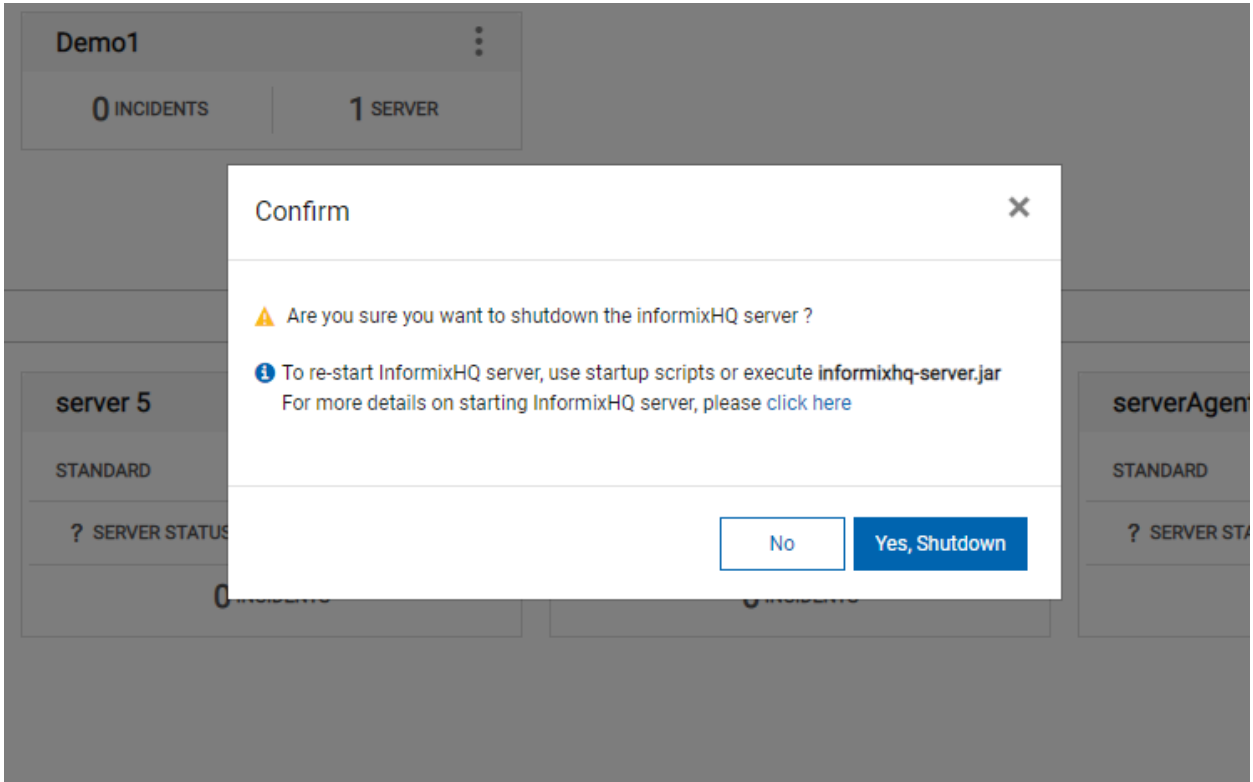 Demo1
0 INCIDENTS 1 SERVER
Confirm
Are you sure you want to shutdown the informixHQ server ?
To re-start InformixHQ server, use startup scripts or execute informixhq-server.jar
For more details on starting InformixHQ server, please click here
No Yes, Shutdown
server 5
STANDARD
? SERVER STATUS
0
serverAgent
STANDARD
? SERVER STA